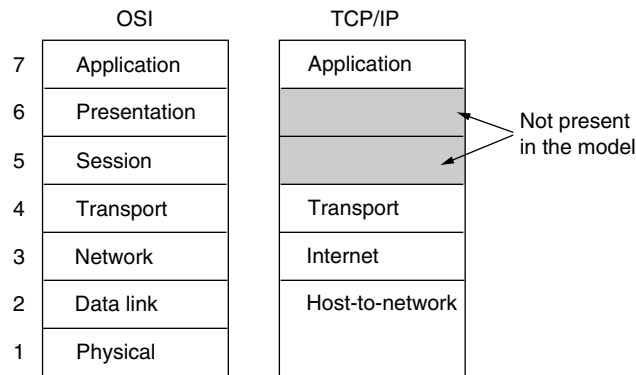 OSI TCP/IP
7 Application Application
6 Presentation
5 Session
Not present
in the model
4 Transport Transport
3 Network Internet
2 Data link Host-to-network
1 Physical